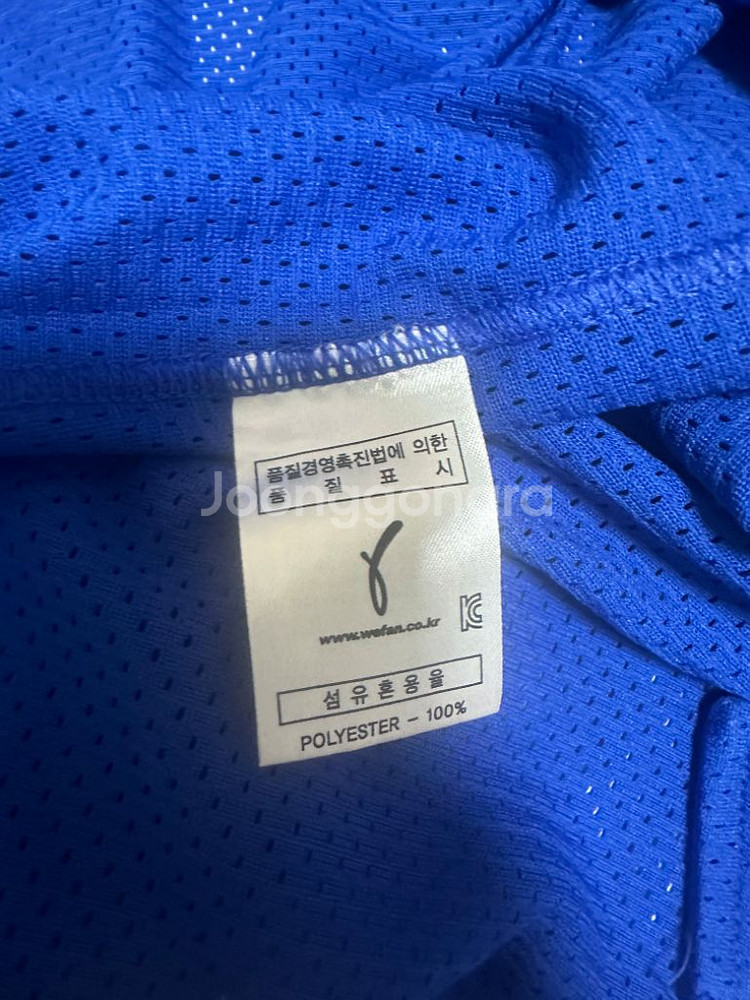 품질경영촉진법에 의한
품 질 표 시
Joonggonara
www.wefan.co.kr
섬유혼용율
POLYESTER - 100%